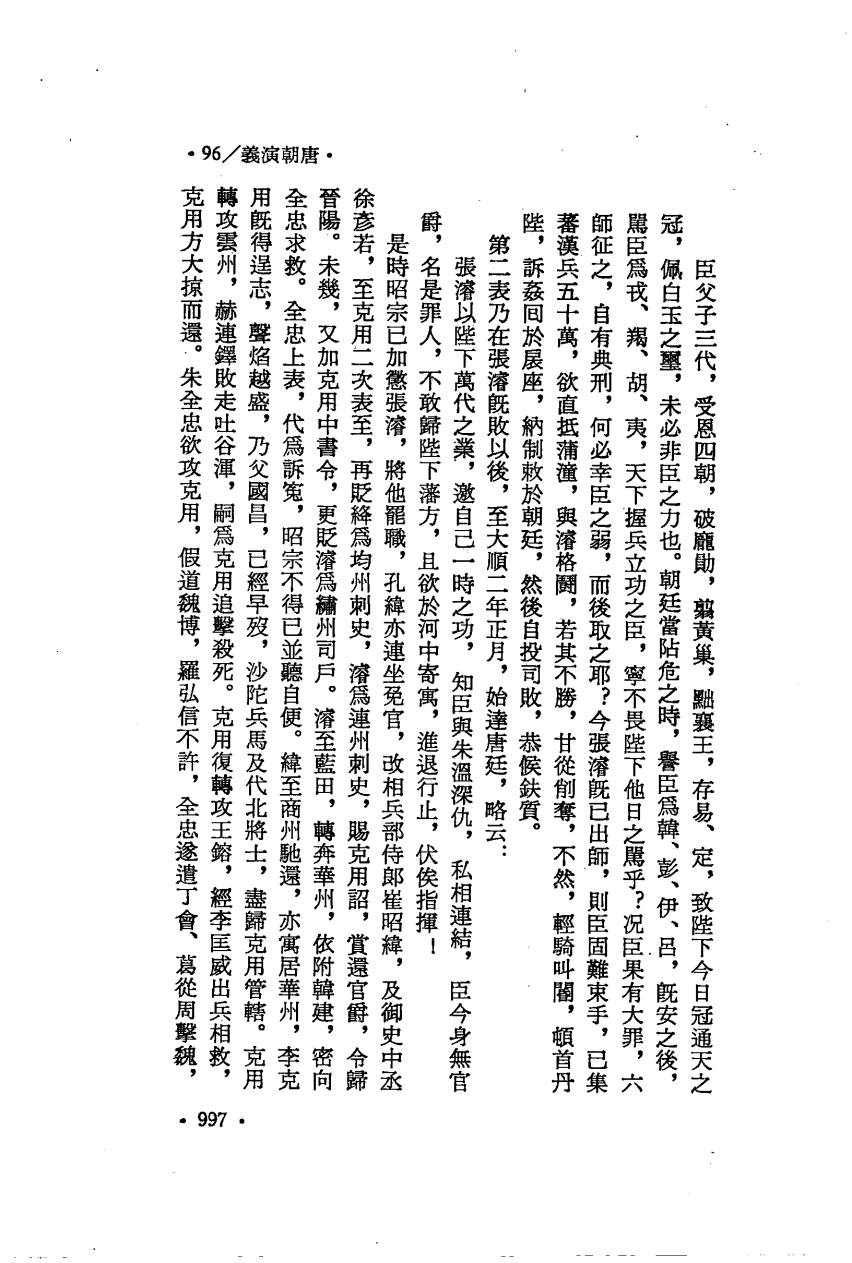 •96/義演朝唐•
臣父子三代，受恩四朝，破龐勛，翦黃巢，黜襄王，存易、定，致陛下今日冠通天之
冠，佩白玉之璽，未必非臣之力也。朝廷當阽危之時，譽臣爲韓、彭、伊、呂，旣安之後，
罵臣爲戎、羯、胡、夷，天下握兵立功之臣，寧不畏陛下他日之罵乎？况臣果有大罪，六
師征之，自有典刑，何必幸臣之弱，而後取之耶？今張濬旣已出師，則臣固難束手，已集
蕃漢兵五十萬，欲直抵蒲潼，與濬格鬭，若其不勝，甘從削奪，不然，輕騎叫閽，頓首丹
陛，訴姦回於扆座，納制敕於朝廷，然後自投司敗，恭候鈇質。
第二表乃在張濬旣敗以後，至大順二年正月，始達唐廷，略云：
張濬以陛下萬代之業，邀自己一時之功，知臣與朱溫深仇，私相連結，臣今身無官
爵，名是罪人，不敢歸陛下藩方，且欲於河中寄寓，進退行止，伏俟指揮！
是時昭宗已加懲張濬，將他罷職，孔緯亦連坐免官，改相兵部侍郞崔昭緯，及御史中丞
徐彥若，至克用二次表至，再貶緯爲均州刺史，濬爲連州刺史，賜克用詔，賞還官爵，令歸
晉陽。未幾，又加克用中書令，更貶濬爲繡州司戶。濬至藍田，轉奔華州，依附韓建，密向
全忠求救。全忠上表，代爲訴寃，昭宗不得已並聽自便。緯至商州馳還，亦寓居華州，李克
用旣得逞志，聲焰越盛，乃父國昌，已經早歿，沙陀兵馬及代北將士，盡歸克用管轄。克用
轉攻雲州，赫連鐸敗走吐谷渾，嗣爲克用追擊殺死。克用復轉攻王鎔，經李匡威出兵相救，
克用方大掠而還。朱全忠欲攻克用，假道魏博，羅弘信不許，全忠遂遣丁會、葛從周擊魏，
•997•